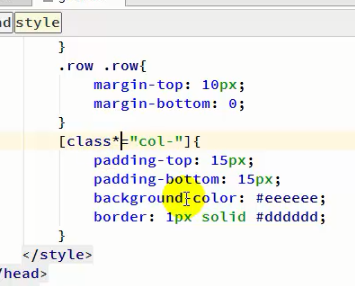 ad style
}
.row .row{
margin-top: 10px;
margin-bottom: 0;
}
[class*="col-"]{
padding-top: 15px;
padding-bottom: 15px;
background-color: #eeeeee;
border: 1px solid #dddddd;
}
</style>
</head>